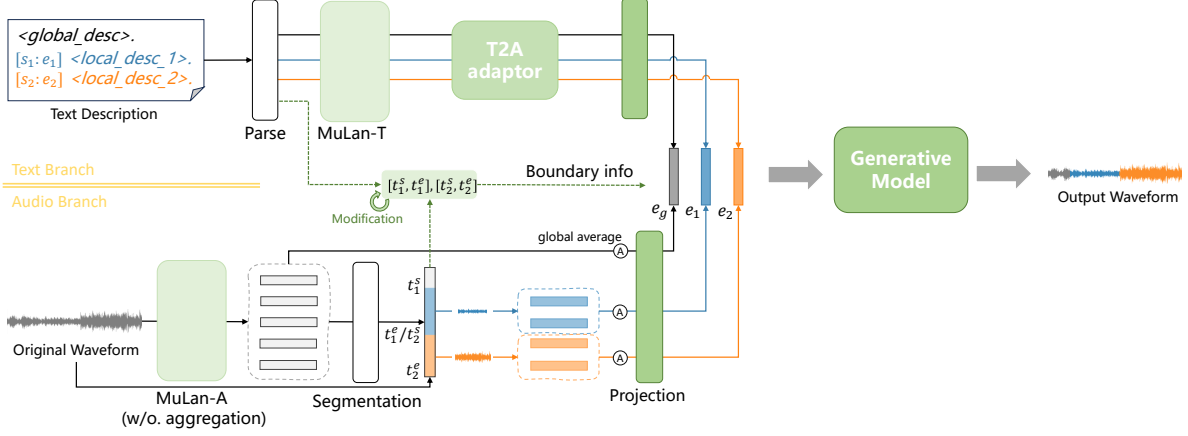 <global_desc>.
[s₁: e₁] <local_desc_1>.
[s₂: e₂] <local_desc_2>.
Text Description
Parse
MuLan-T
T2A
adaptor
Text Branch
Audio Branch
[t₁ˢ, t₁ᵉ], [t₂ˢ, t₂ᵉ]
Modification
Boundary info
e_g
e₁
e₂
Generative
Model
Output Waveform
global average
A
Original Waveform
MuLan-A
(w/o. aggregation)
Segmentation
t₁ˢ
t₁ᵉ/t₂ˢ
t₂ᵉ
A
A
Projection